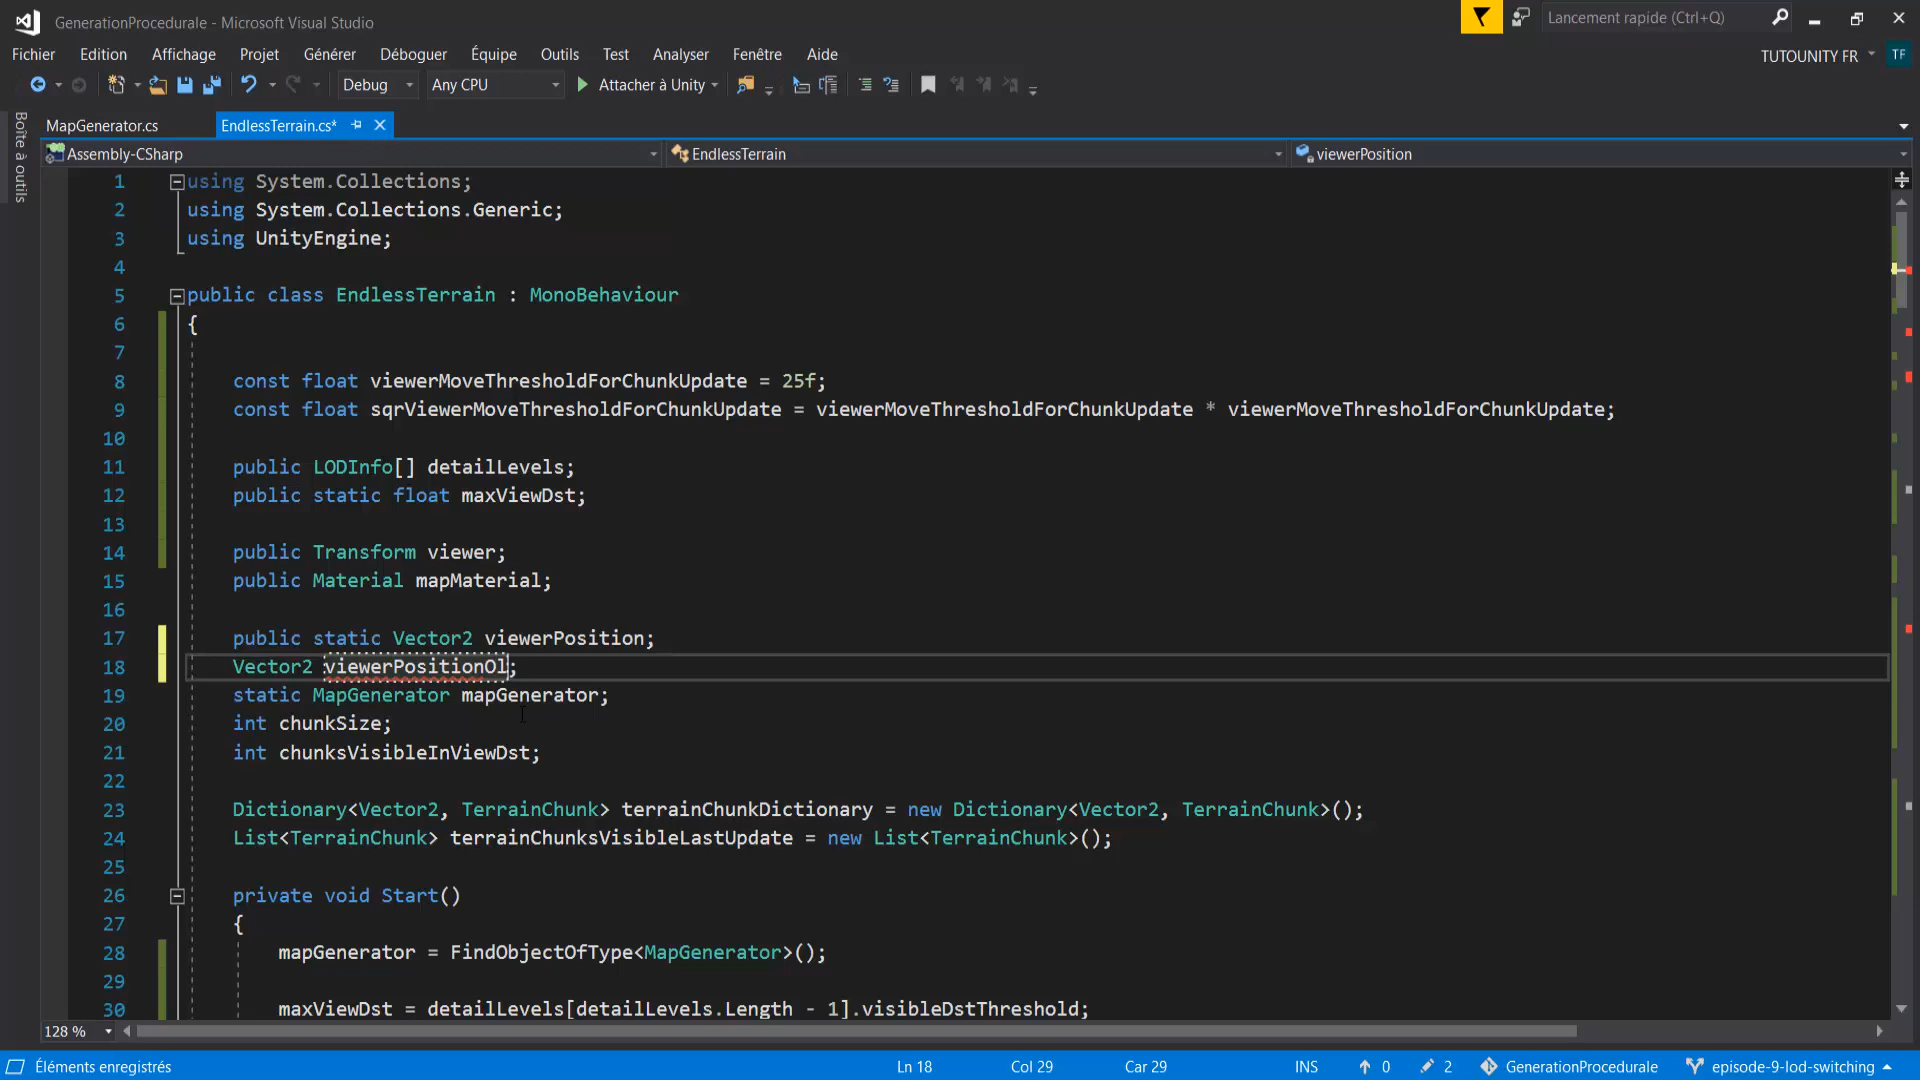 GenerationProcedurale - Microsoft Visual Studio
Lancement rapide (Ctrl+Q)
Fichier Edition Affichage Projet Générer Déboguer Équipe Outils Test Analyser Fenêtre Aide
TUTOUNITY FR TF
Debug Any CPU Attacher à Unity
Boîte à outils
MapGenerator.cs EndlessTerrain.cs*
Assembly-CSharp EndlessTerrain viewerPosition
1 using System.Collections;
2 using System.Collections.Generic;
3 using UnityEngine;
4
5 public class EndlessTerrain : MonoBehaviour
6 {
7
8 const float viewerMoveThresholdForChunkUpdate = 25f;
9 const float sqrViewerMoveThresholdForChunkUpdate = viewerMoveThresholdForChunkUpdate * viewerMoveThresholdForChunkUpdate;
10
11 public LODInfo[] detailLevels;
12 public static float maxViewDst;
13
14 public Transform viewer;
15 public Material mapMaterial;
16
17 public static Vector2 viewerPosition;
18 Vector2 viewerPositionOl;
19 static MapGenerator mapGenerator;
20 int chunkSize;
21 int chunksVisibleInViewDst;
22
23 Dictionary<Vector2, TerrainChunk> terrainChunkDictionary = new Dictionary<Vector2, TerrainChunk>();
24 List<TerrainChunk> terrainChunksVisibleLastUpdate = new List<TerrainChunk>();
25
26 private void Start()
27 {
28 mapGenerator = FindObjectOfType<MapGenerator>();
29
30 maxViewDst = detailLevels[detailLevels.Length - 1].visibleDstThreshold;
128 %
Éléments enregistrés Ln 18 Col 29 Car 29 INS 0 2 GenerationProcedurale episode-9-lod-switching